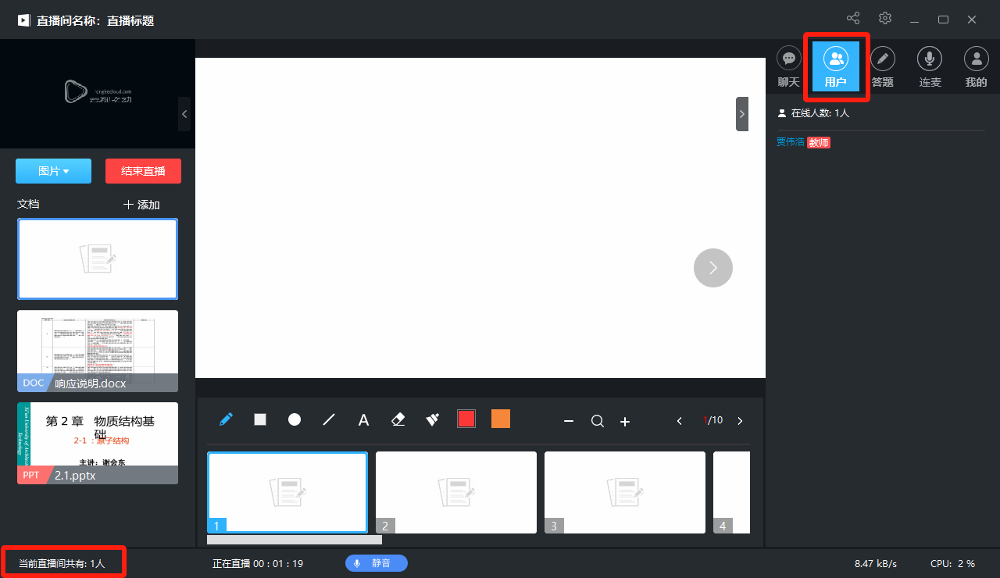 直播间名称：直播标题
rongkecloud.com
图片
结束直播
文档
添加
DOC 响应说明.docx
第 2 章 物质结构基础
2-1 ：原子结构
主讲：谢会东
PPT 2.1.pptx
当前直播间共有: 1人
A
1/10
1
2
3
4
正在直播 00 : 01 : 19
静音
聊天
用户
答题
连麦
我的
在线人数: 1人
贾伟浩 教师
8.47 kB/s
CPU: 2 %